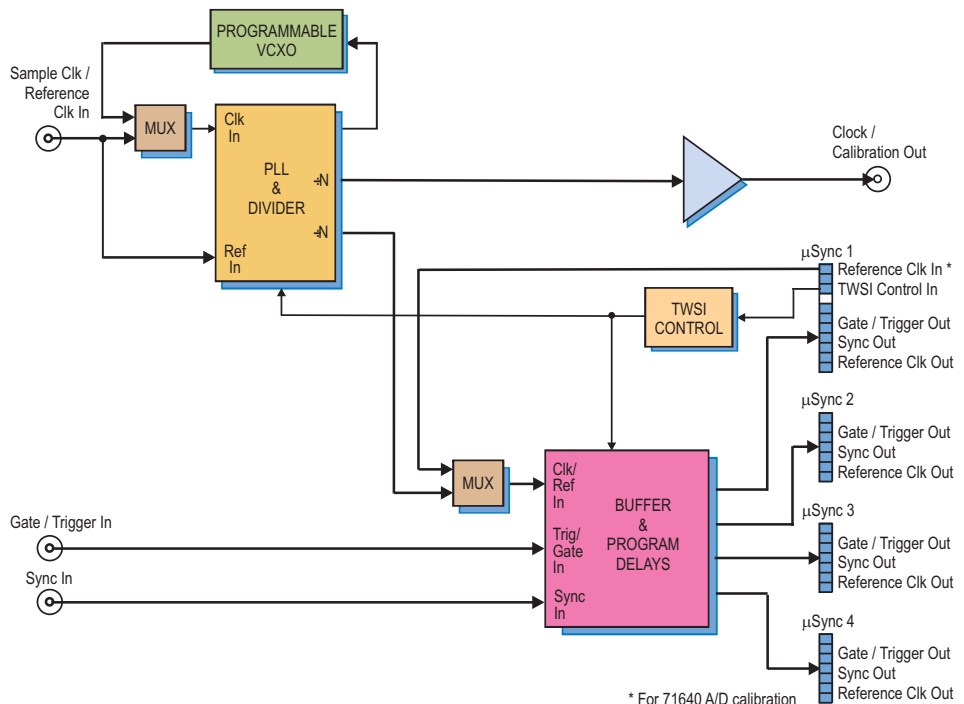 PROGRAMMABLE
VCXO
Sample Clk /
Reference
Clk In
MUX
Clk
In
PLL
&
DIVIDER
÷N
÷N
Ref
In
Clock /
Calibration Out
μSync 1
Reference Clk In *
TWSI Control In
Gate / Trigger Out
Sync Out
Reference Clk Out
TWSI
CONTROL
μSync 2
Gate / Trigger Out
Sync Out
Reference Clk Out
MUX
Clk/
Ref
In
Trig/
Gate
In
Sync
In
BUFFER
&
PROGRAM
DELAYS
Gate / Trigger In
Sync In
μSync 3
Gate / Trigger Out
Sync Out
Reference Clk Out
μSync 4
Gate / Trigger Out
Sync Out
Reference Clk Out
* For 71640 A/D calibration